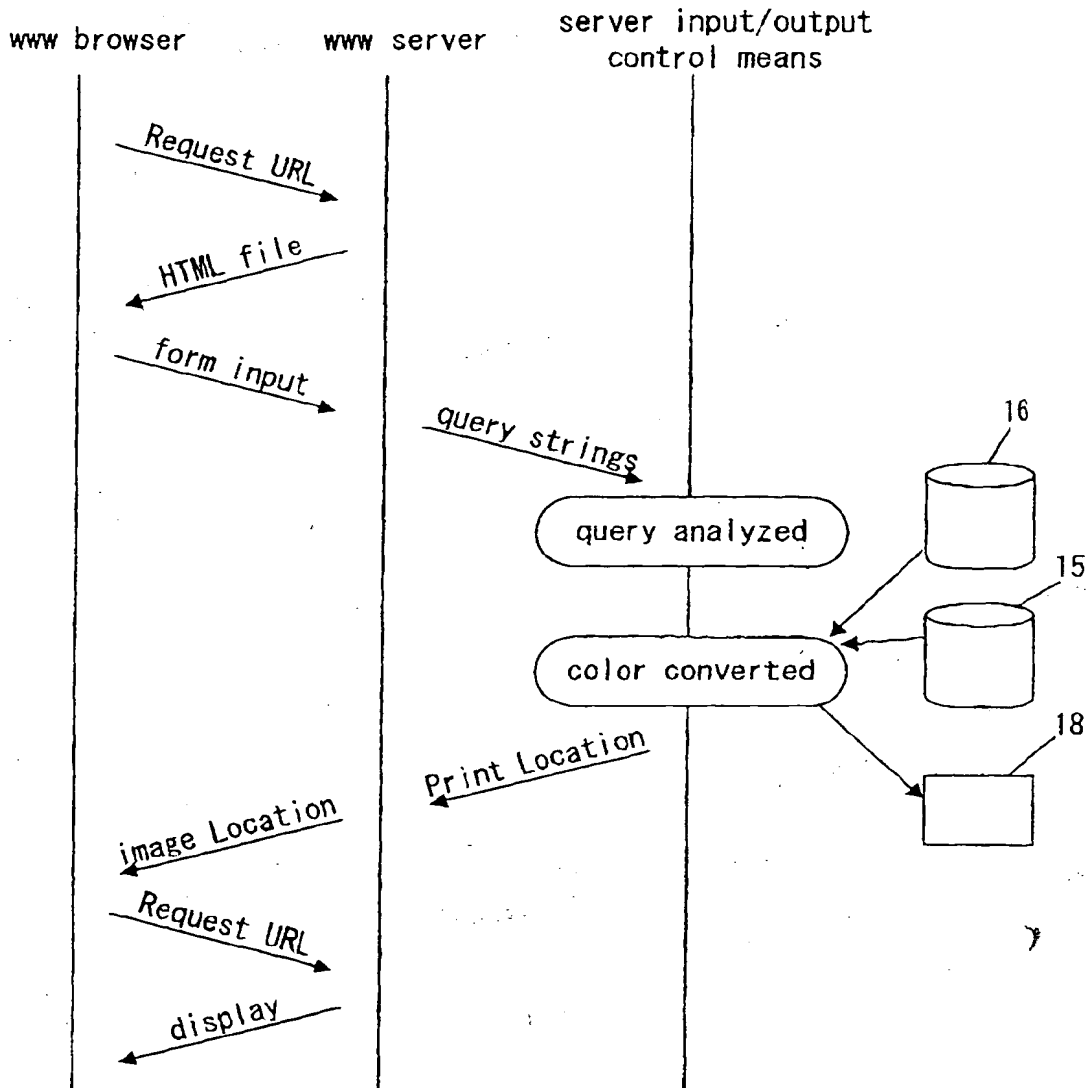 www browser
www server
server input/output
control means
Request URL
HTML file
form input
query strings
16
query analyzed
15
color converted
18
Print Location
image Location
Request URL
display